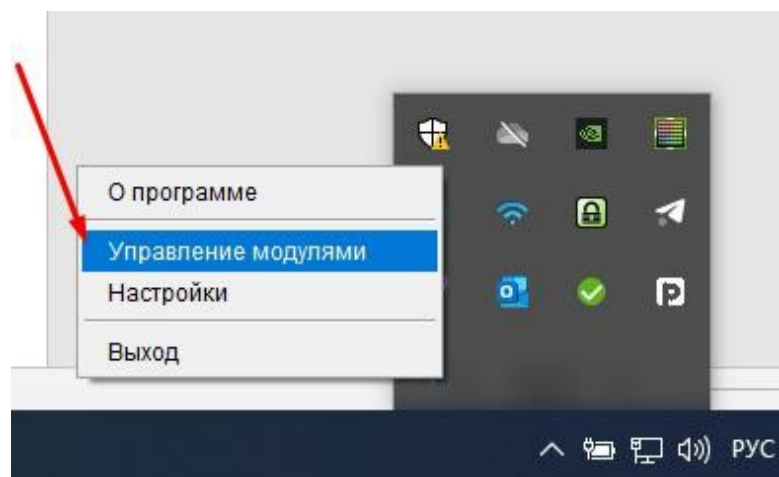 О программе
Управление модулями
Настройки
Выход
РУС